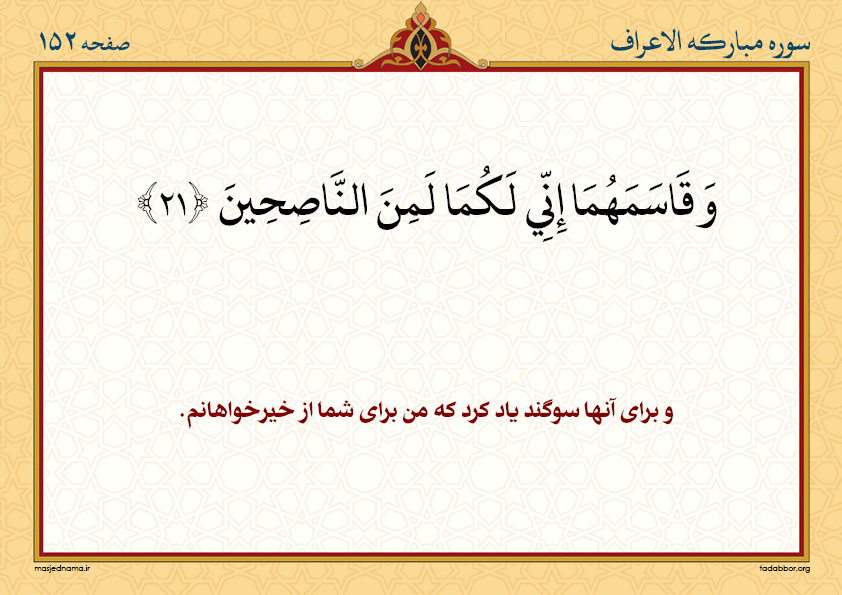 سوره مبارکه الاعراف
صفحه ۱۵۲
وَ قَاسَمَهُمَا إِنِّي لَكُمَا لَمِنَ النَّاصِحِينَ ﴿۲۱﴾
و برای آنها سوگند یاد کرد که من برای شما از خیرخواهانم.
masjednama.ir
tadabbor.org